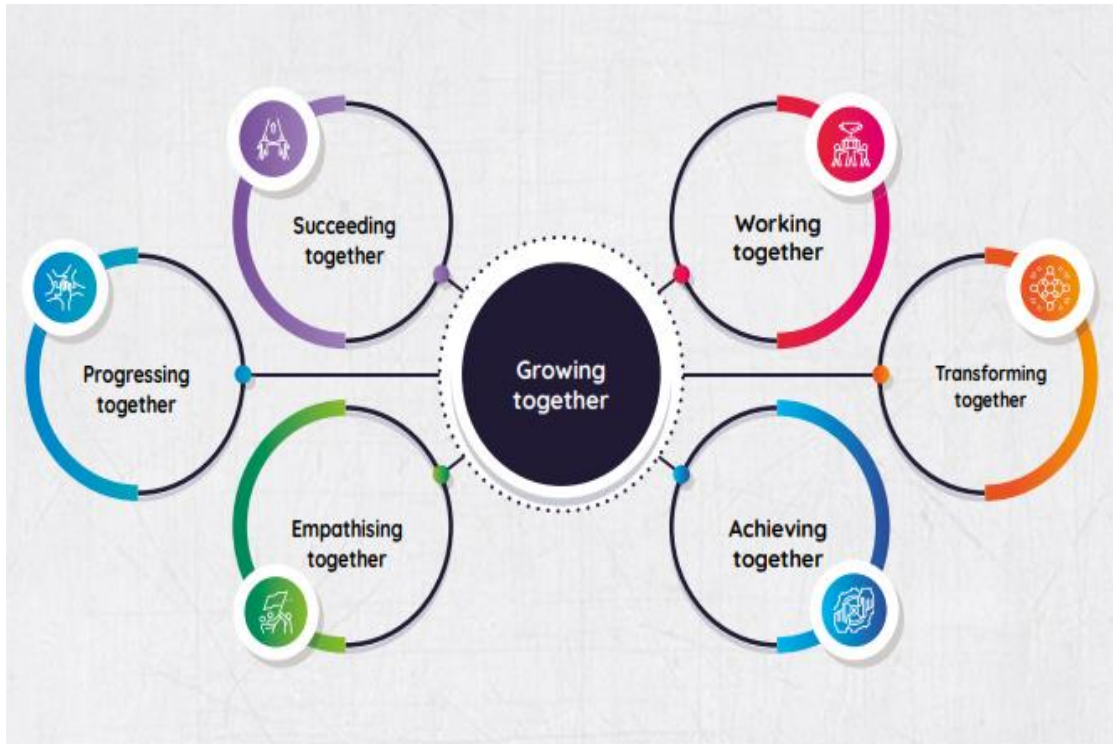 Succeeding
together
Working
together
Progressing
together
Growing
together
Transforming
together
Empathising
together
Achieving
together